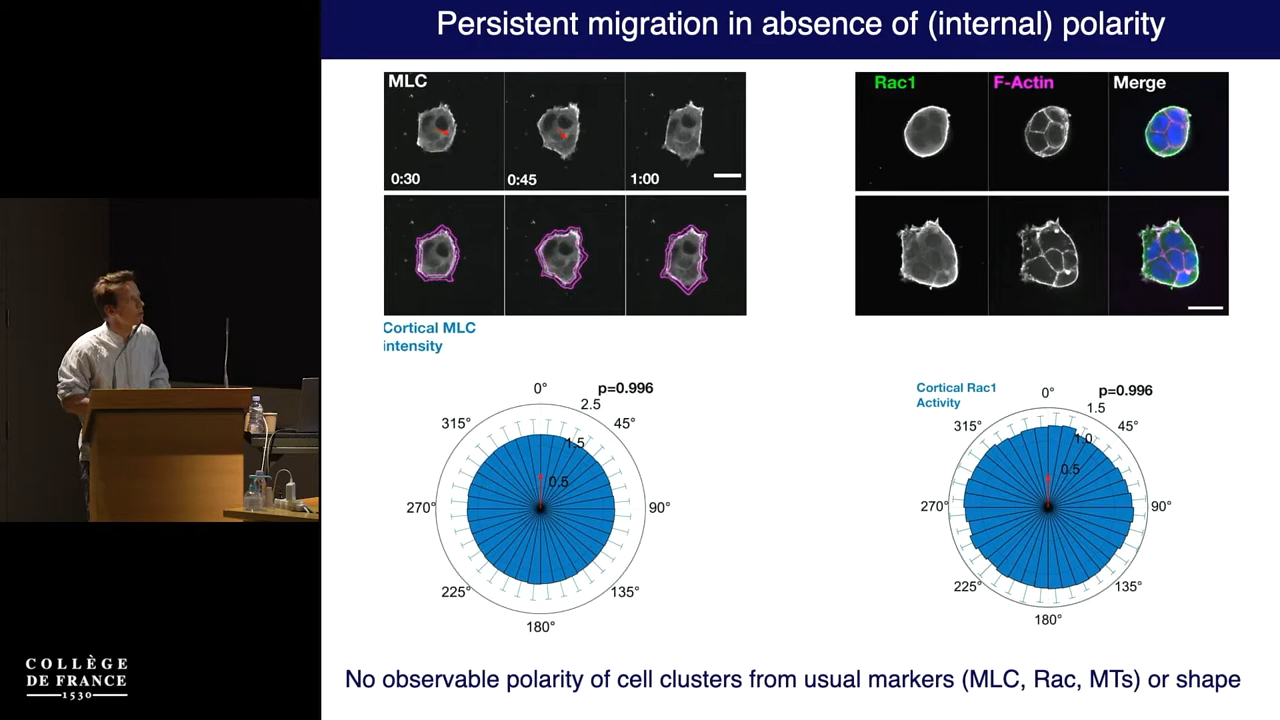 Persistent migration in absence of (internal) polarity
MLC
0:30
0:45
1:00
Rac1
F-Actin
Merge
Cortical MLC
intensity
0°
p=0.996
2.5
315°
45°
1.5
0.5
270°
90°
225°
135°
180°
Cortical Rac1
Activity
0°
p=0.996
1.5
315°
45°
1.0
0.5
270°
90°
225°
135°
180°
No observable polarity of cell clusters from usual markers (MLC, Rac, MTs) or shape
COLLÈGE
DE FRANCE
1530